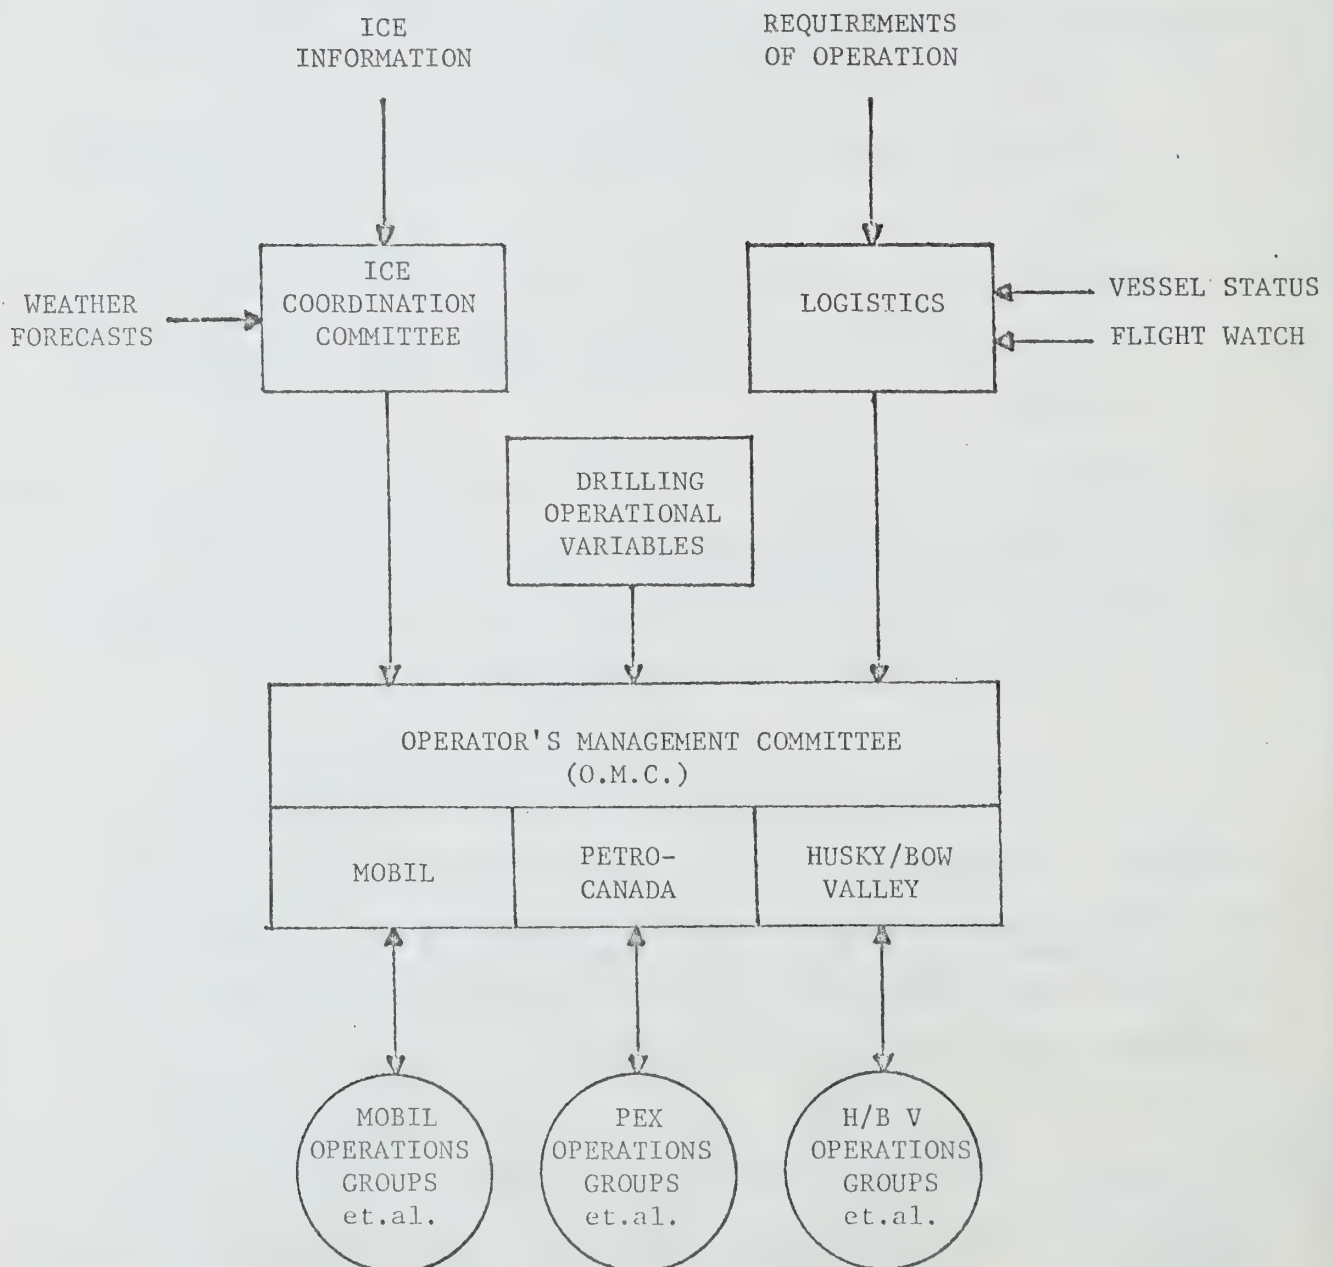 ICE
INFORMATION
REQUIREMENTS
OF OPERATION
WEATHER
FORECASTS
ICE
COORDINATION
COMMITTEE
LOGISTICS
VESSEL STATUS
FLIGHT WATCH
DRILLING
OPERATIONAL
VARIABLES
OPERATOR'S MANAGEMENT COMMITTEE
(O.M.C.)
MOBIL
PETRO-
CANADA
HUSKY/BOW
VALLEY
MOBIL
OPERATIONS
GROUPS
et.al.
PEX
OPERATIONS
GROUPS
et.al.
H/B V
OPERATIONS
GROUPS
et.al.